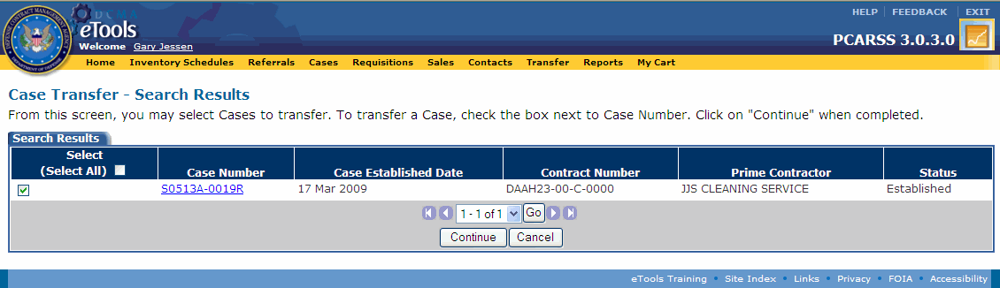 HELP | FEEDBACK | EXIT
DCMA
eTools
Welcome Gary Jessen
PCARSS 3.0.3.0
Home Inventory Schedules Referrals Cases Requisitions Sales Contacts Transfer Reports My Cart
Case Transfer - Search Results
From this screen, you may select Cases to transfer. To transfer a Case, check the box next to Case Number. Click on "Continue" when completed.
Search Results
Select
(Select All) Case Number Case Established Date Contract Number Prime Contractor Status
S0513A-0019R 17 Mar 2009 DAAH23-00-C-0000 JJS CLEANING SERVICE Established
1 - 1 of 1 Go
Continue Cancel
eTools Training • Site Index • Links • Privacy • FOIA • Accessibility